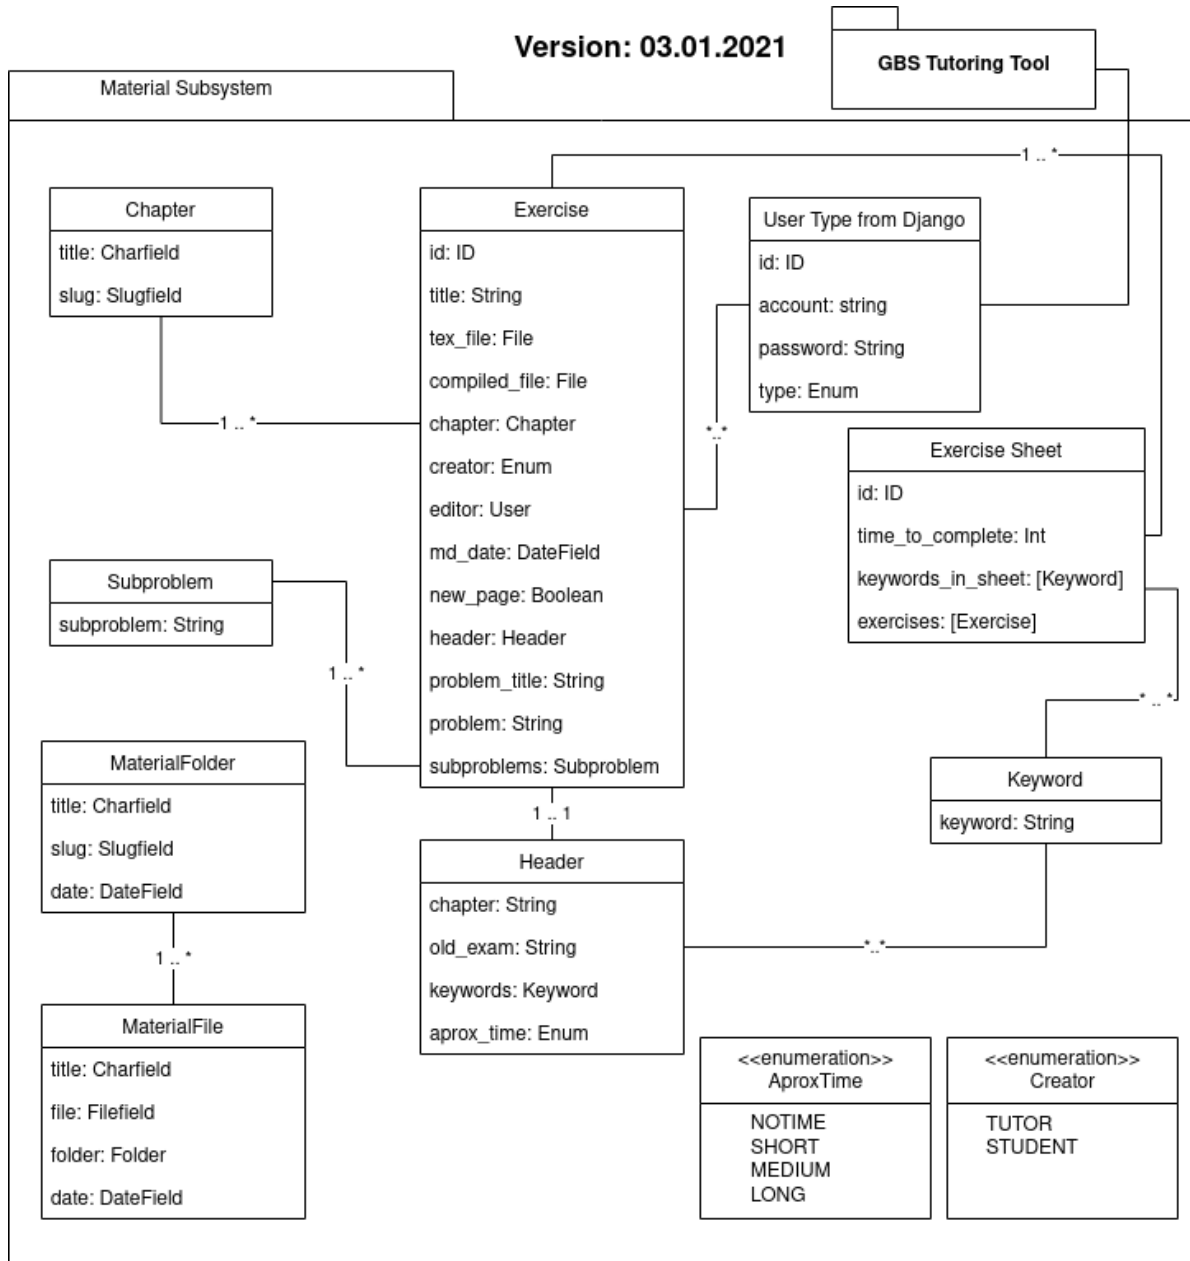 Version: 03.01.2021
GBS Tutoring Tool
Material Subsystem
1 .. *
Chapter
title: Charfield
slug: Slugfield
1 .. *
Exercise
id: ID
title: String
tex_file: File
compiled_file: File
chapter: Chapter
creator: Enum
editor: User
md_date: DateField
new_page: Boolean
header: Header
problem_title: String
problem: String
subproblems: Subproblem
User Type from Django
id: ID
account: string
password: String
type: Enum
*..*
Exercise Sheet
id: ID
time_to_complete: Int
keywords_in_sheet: [Keyword]
exercises: [Exercise]
* .. *
Subproblem
subproblem: String
1 .. *
MaterialFolder
title: Charfield
slug: Slugfield
date: DateField
1 .. *
1 .. 1
Keyword
keyword: String
Header
chapter: String
old_exam: String
keywords: Keyword
aprox_time: Enum
*..*
MaterialFile
title: Charfield
file: Filefield
folder: Folder
date: DateField
<<enumeration>>
AproxTime
NOTIME
SHORT
MEDIUM
LONG
<<enumeration>>
Creator
TUTOR
STUDENT